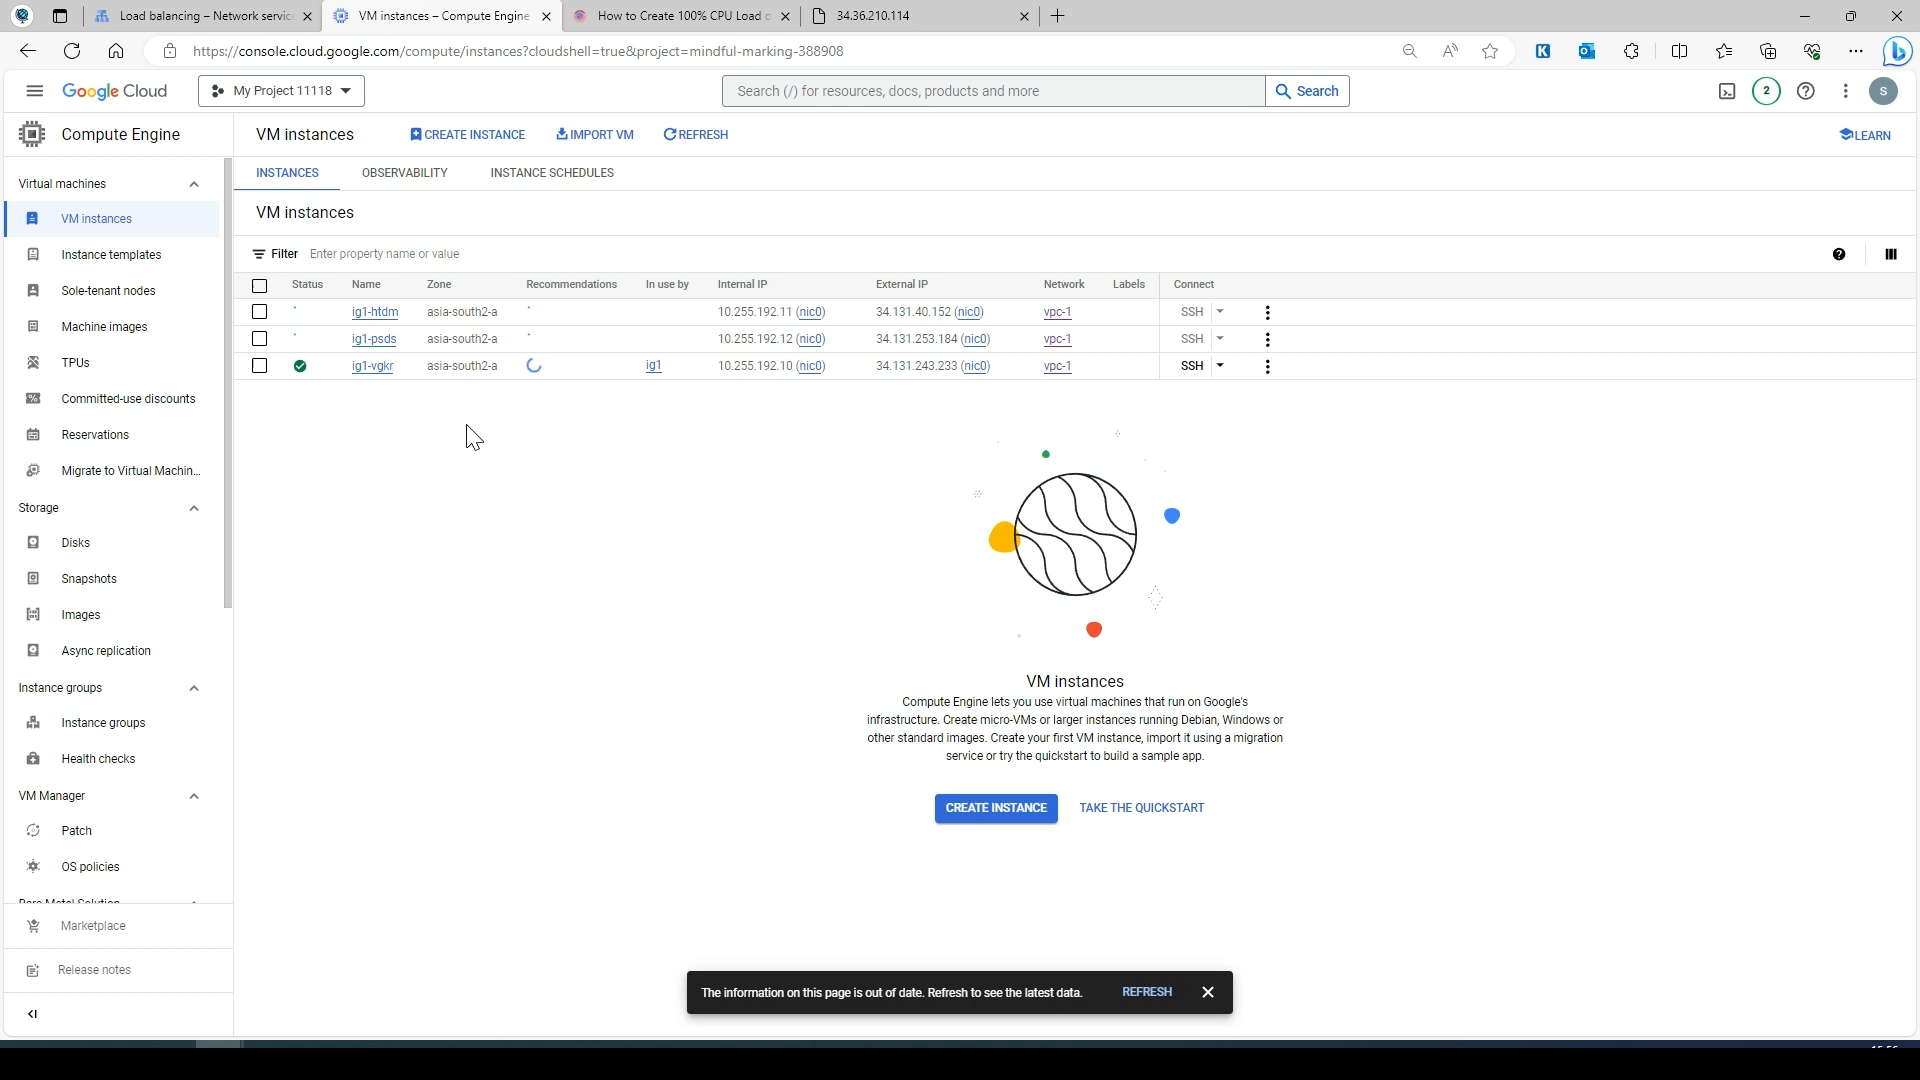 Load balancing – Network servic
VM instances – Compute Engine
How to Create 100% CPU Load o
34.36.210.114
https://console.cloud.google.com/compute/instances?cloudshell=true&project=mindful-marking-388908
Google Cloud
My Project 11118
Search (/) for resources, docs, products and more
Search
2
S
Compute Engine
VM instances
CREATE INSTANCE
IMPORT VM
REFRESH
LEARN
Virtual machines
VM instances
Instance templates
Sole-tenant nodes
Machine images
TPUs
Committed-use discounts
Reservations
Migrate to Virtual Machin...
Storage
Disks
Snapshots
Images
Async replication
Instance groups
Instance groups
Health checks
VM Manager
Patch
OS policies
Bare Metal Solution
Marketplace
Release notes
INSTANCES OBSERVABILITY INSTANCE SCHEDULES
VM instances
Filter Enter property name or value
Status Name Zone Recommendations In use by Internal IP External IP Network Labels Connect
ig1-htdm asia-south2-a 10.255.192.11 (nic0) 34.131.40.152 (nic0) vpc-1 SSH
ig1-psds asia-south2-a 10.255.192.12 (nic0) 34.131.253.184 (nic0) vpc-1 SSH
ig1-vgkr asia-south2-a ig1 10.255.192.10 (nic0) 34.131.243.233 (nic0) vpc-1 SSH
VM instances
Compute Engine lets you use virtual machines that run on Google's
infrastructure. Create micro-VMs or larger instances running Debian, Windows or
other standard images. Create your first VM instance, import it using a migration
service or try the quickstart to build a sample app.
CREATE INSTANCE
TAKE THE QUICKSTART
The information on this page is out of date. Refresh to see the latest data.
REFRESH